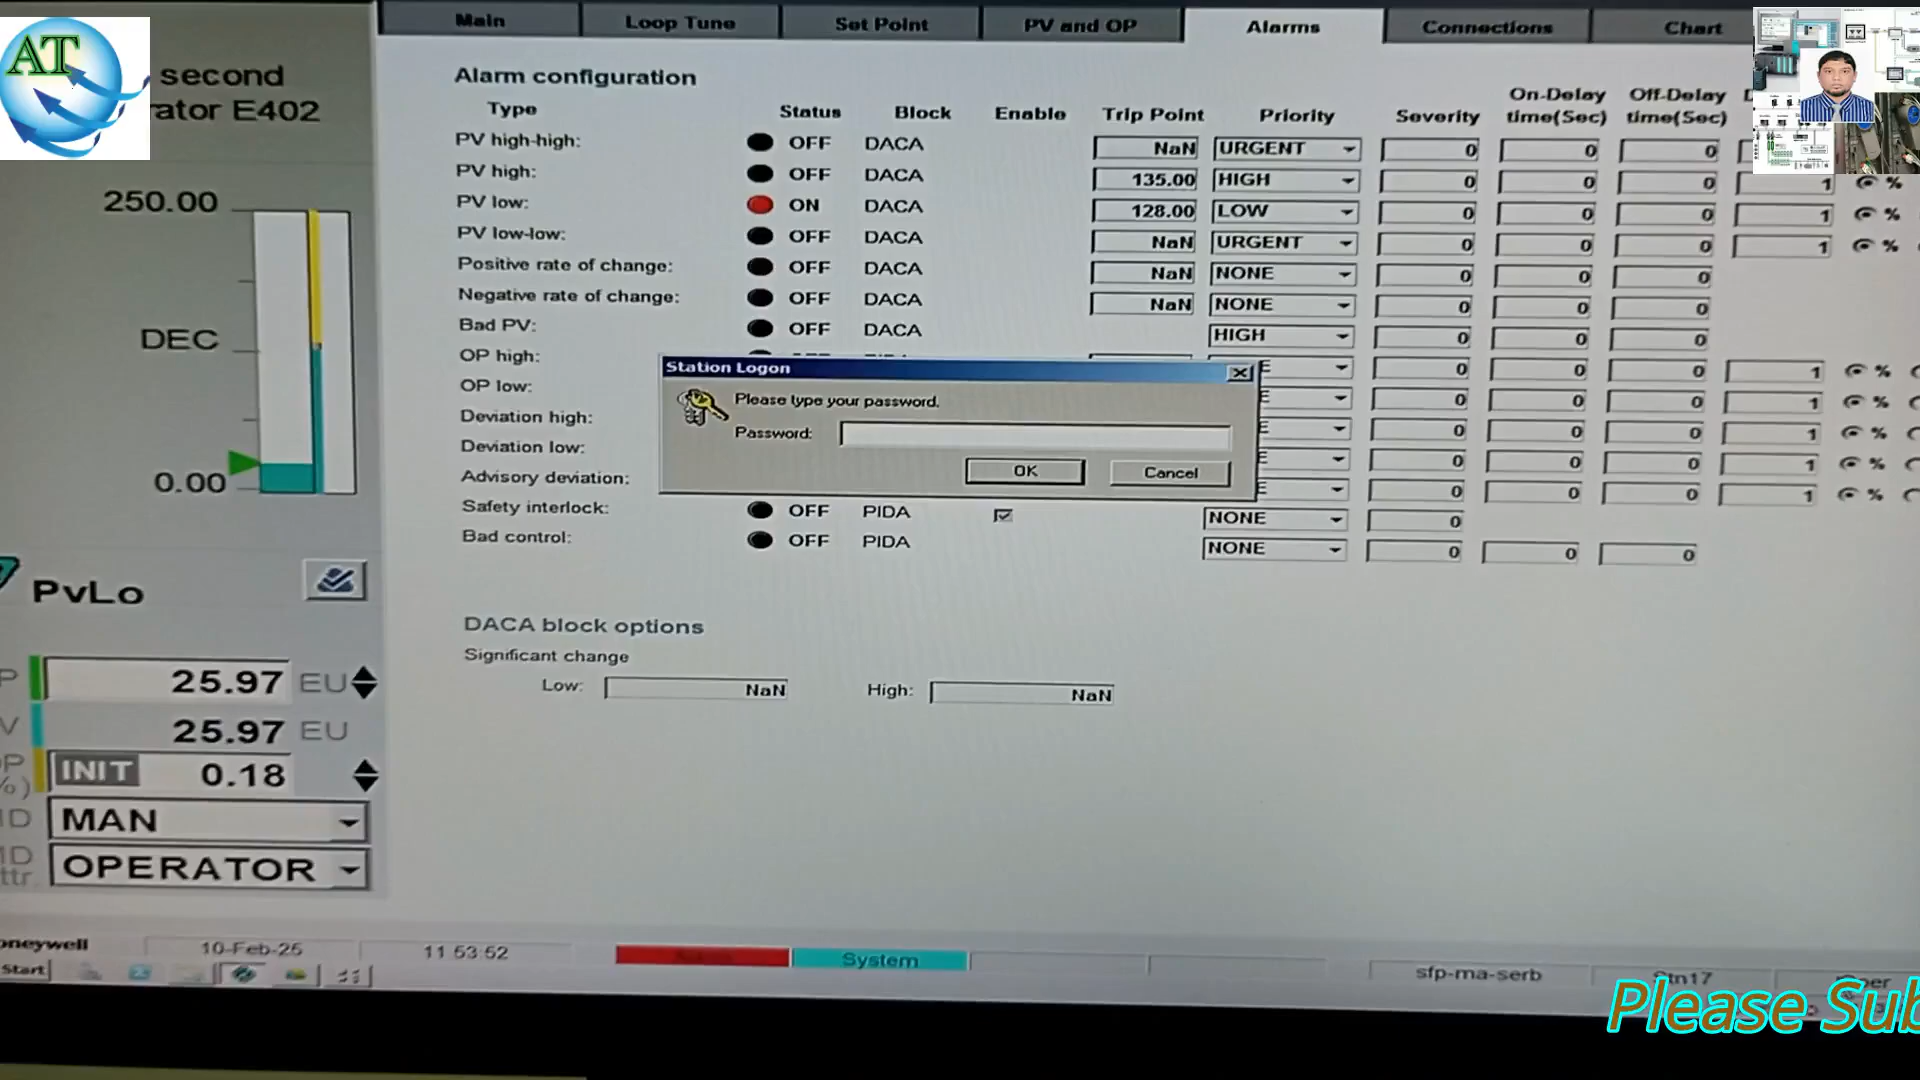 AT
second
rator E402
Main Loop Tune Set Point PV and OP Alarms Connections Chart
Alarm configuration
Type Status Block Enable Trip Point Priority Severity On-Delay time(Sec) Off-Delay time(Sec)
PV high-high: OFF DACA NaN URGENT 0 0 0
PV high: OFF DACA 135.00 HIGH 0 0 0 1 %
PV low: ON DACA 128.00 LOW 0 0 0 1 %
PV low-low: OFF DACA NaN URGENT 0 0 0 1 %
Positive rate of change: OFF DACA NaN NONE 0 0 0
Negative rate of change: OFF DACA NaN NONE 0 0 0
Bad PV: OFF DACA HIGH 0 0 0
OP high: E 0 0 0 1 %
OP low: E 0 0 0 1 %
Deviation high: E 0 0 0 1 %
Deviation low: E 0 0 0 1 %
Advisory deviation: E 0 0 0 1 %
Safety interlock: OFF PIDA NONE 0
Bad control: OFF PIDA NONE 0 0 0
Station Logon
Please type your password.
Password:
OK Cancel
DACA block options
Significant change
Low: NaN High: NaN
250.00
DEC
0.00
PvLo
P 25.97 EU
V 25.97 EU
OP INIT 0.18
%)
MAN
OPERATOR
ttr
oneywell 10-Feb-25 11 53:52 System sfp-ma-serb Stn17 Oper
Start
Please Sub